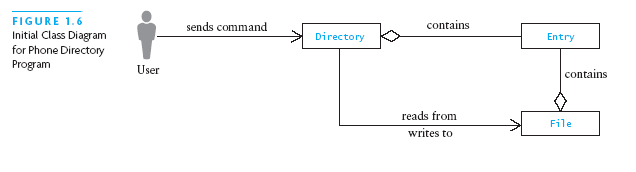 FIGURE 1.6
Initial Class Diagram
for Phone Directory
Program
User
sends command
Directory
contains
Entry
contains
reads from
writes to
File